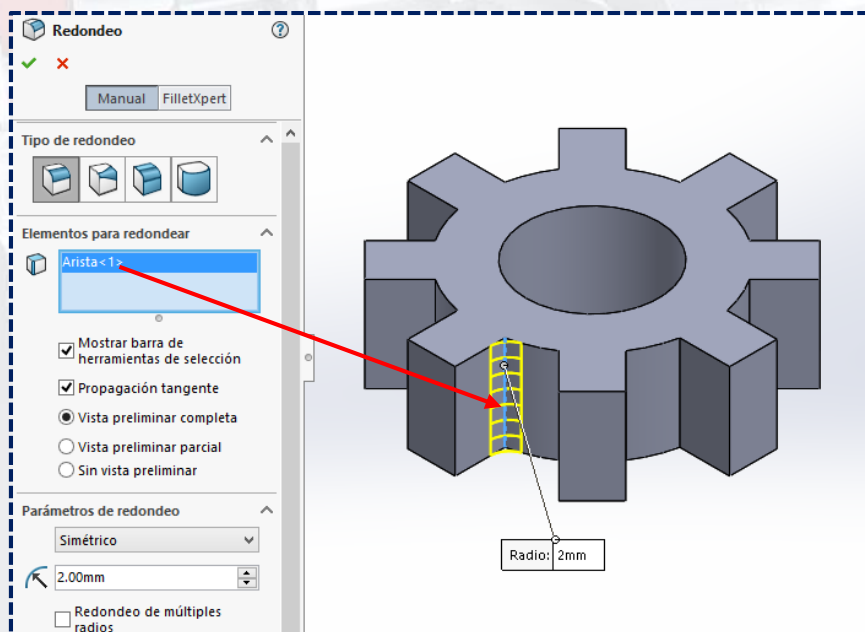 Redondeo
Manual FilletXpert
Tipo de redondeo
Elementos para redondear
Arista<1>
Mostrar barra de
herramientas de selección
Propagación tangente
Vista preliminar completa
Vista preliminar parcial
Sin vista preliminar
Parámetros de redondeo
Simétrico
2.00mm
Redondeo de múltiples
radios
Radio: 2mm